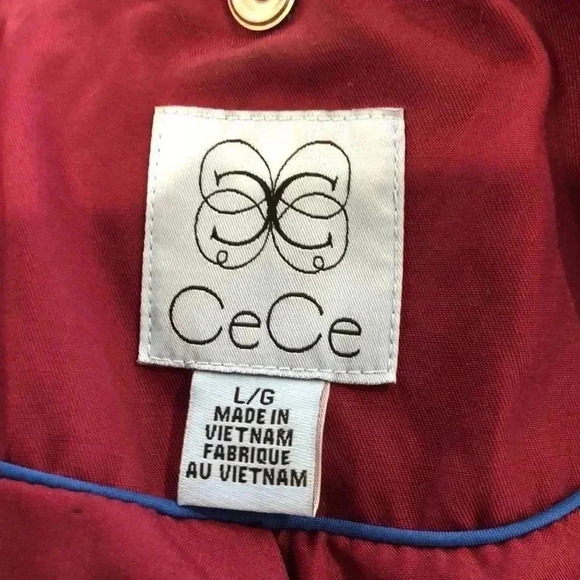 CeCe
L/G
MADE IN
VIETNAM
FABRIQUE
AU VIETNAM